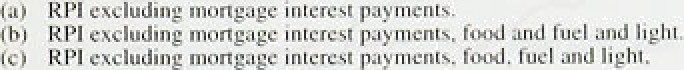 (a) RPI excluding mortgage interest payments.
(b) RPI excluding mortgage interest payments, food and fuel and light.
(c) RPI excluding mortgage interest payments, food, fuel and light.